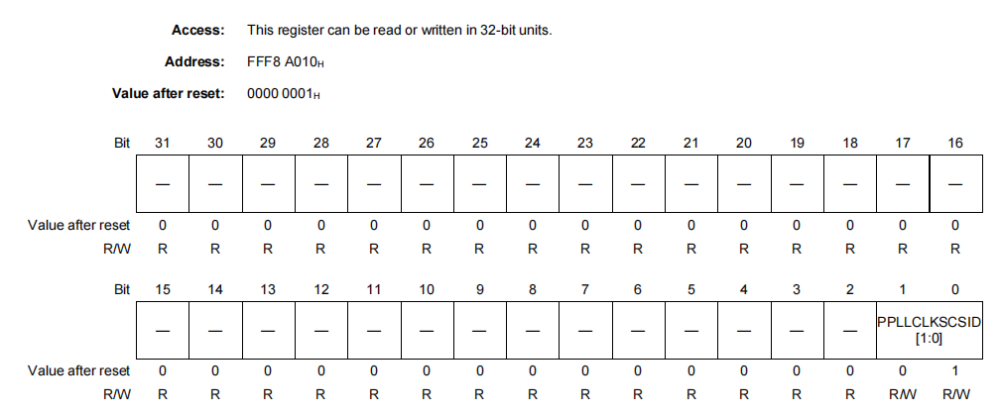 Access: This register can be read or written in 32-bit units.
Address: FFF8 A010H
Value after reset: 0000 0001H
Bit 31 30 29 28 27 26 25 24 23 22 21 20 19 18 17 16
— — — — — — — — — — — — — — — —
Value after reset 0 0 0 0 0 0 0 0 0 0 0 0 0 0 0 0
R/W R R R R R R R R R R R R R R R R
Bit 15 14 13 12 11 10 9 8 7 6 5 4 3 2 1 0
— — — — — — — — — — — — — — PPLLCLKSCSID
[1:0]
Value after reset 0 0 0 0 0 0 0 0 0 0 0 0 0 0 0 1
R/W R R R R R R R R R R R R R R R/W R/W